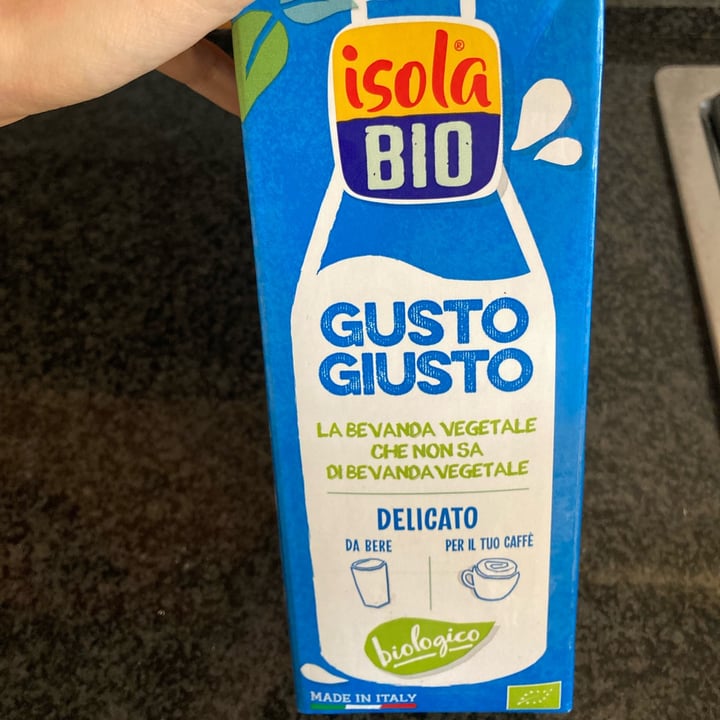 isola®
BIO
GUSTO
GIUSTO
LA BEVANDA VEGETALE
CHE NON SA
DI BEVANDA VEGETALE
DELICATO
DA BERE
PER IL TUO CAFFÈ
biologico
MADE IN ITALY